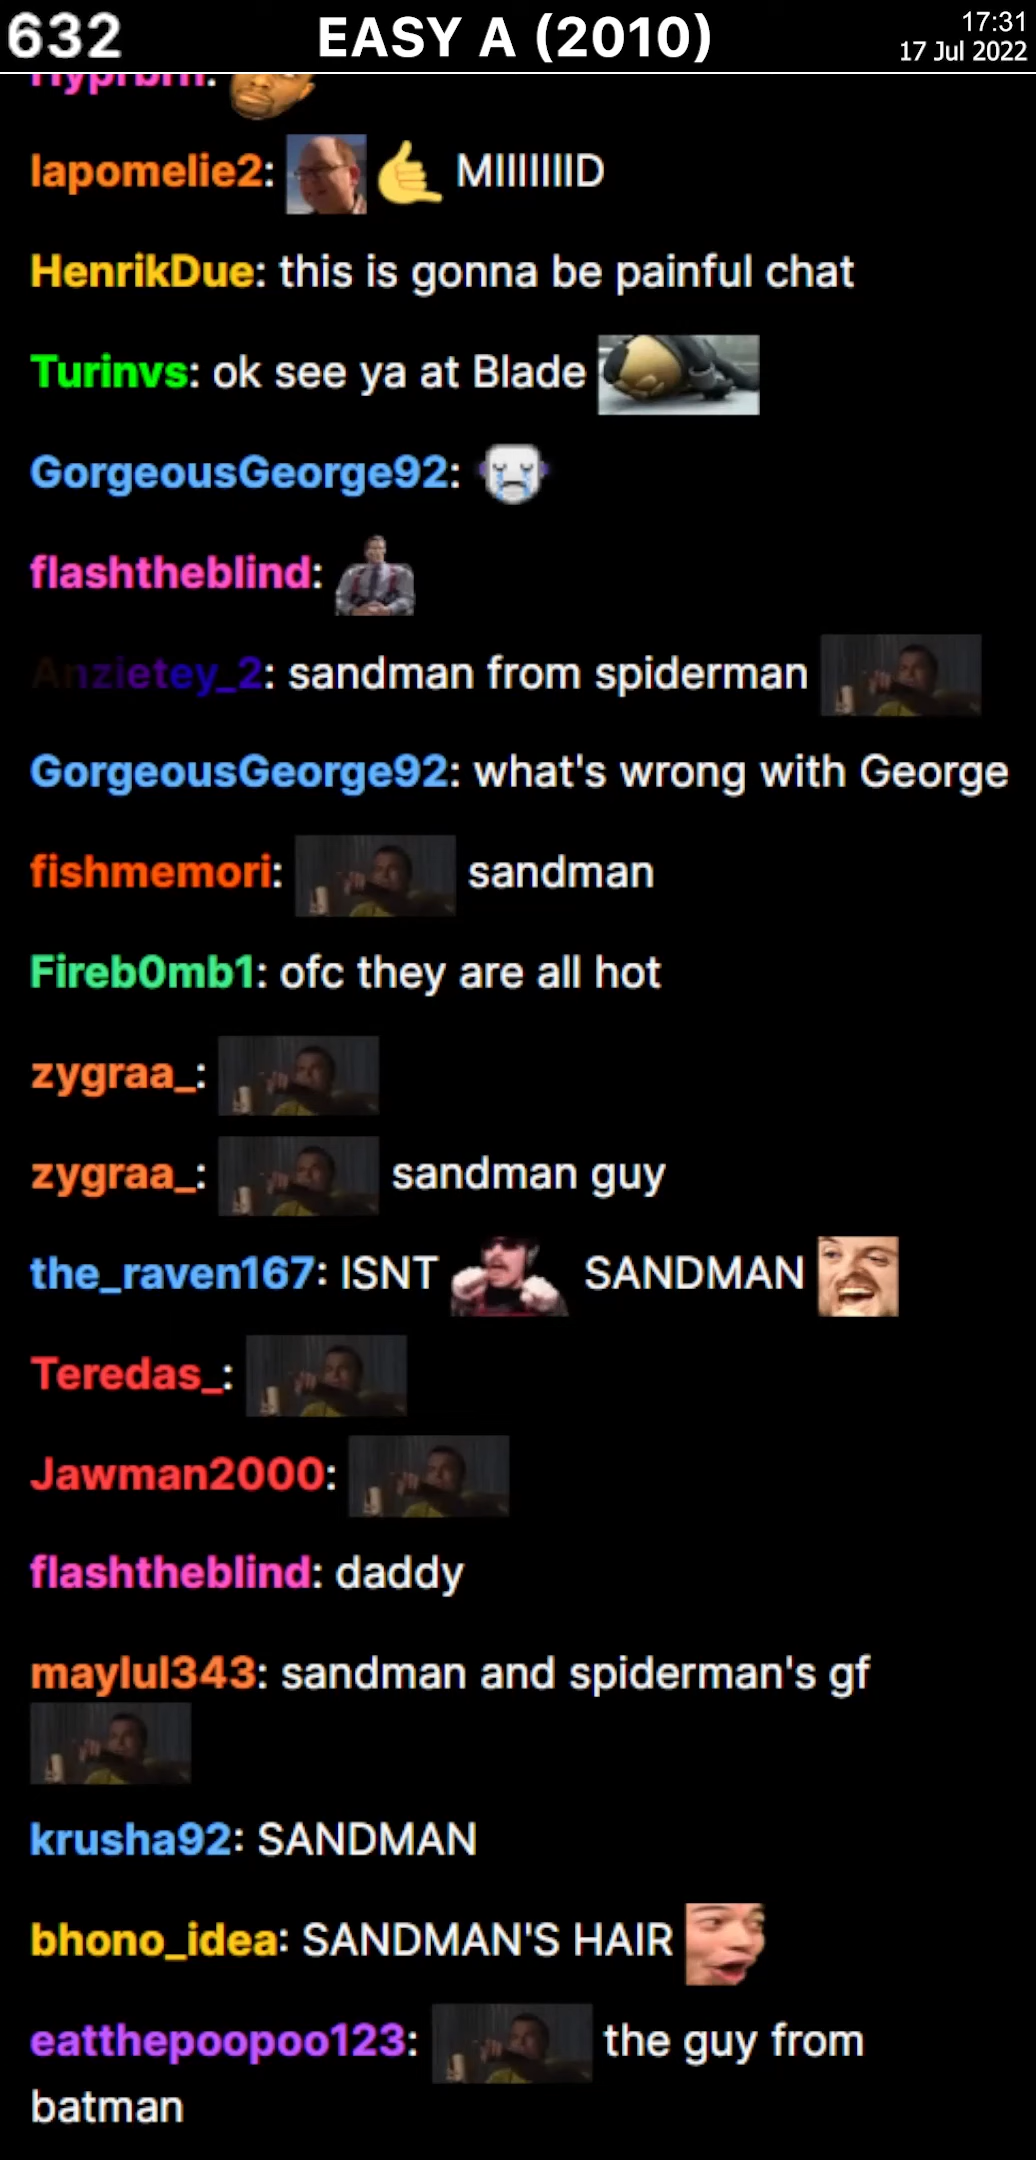 632
EASY A (2010)
17:31
17 Jul 2022
lapomelie2: MIIIIIIID
HenrikDue: this is gonna be painful chat
Turinvs: ok see ya at Blade
GorgeousGeorge92:
flashtheblind:
Anzietey_2: sandman from spiderman
GorgeousGeorge92: what's wrong with George
fishmemori: sandman
Fireb0mb1: ofc they are all hot
zygraa_:
zygraa_: sandman guy
the_raven167: ISNT SANDMAN
Teredas_:
Jawman2000:
flashtheblind: daddy
maylul343: sandman and spiderman's gf
krusha92: SANDMAN
bhono_idea: SANDMAN'S HAIR
eatthepoopoo123: the guy from
batman